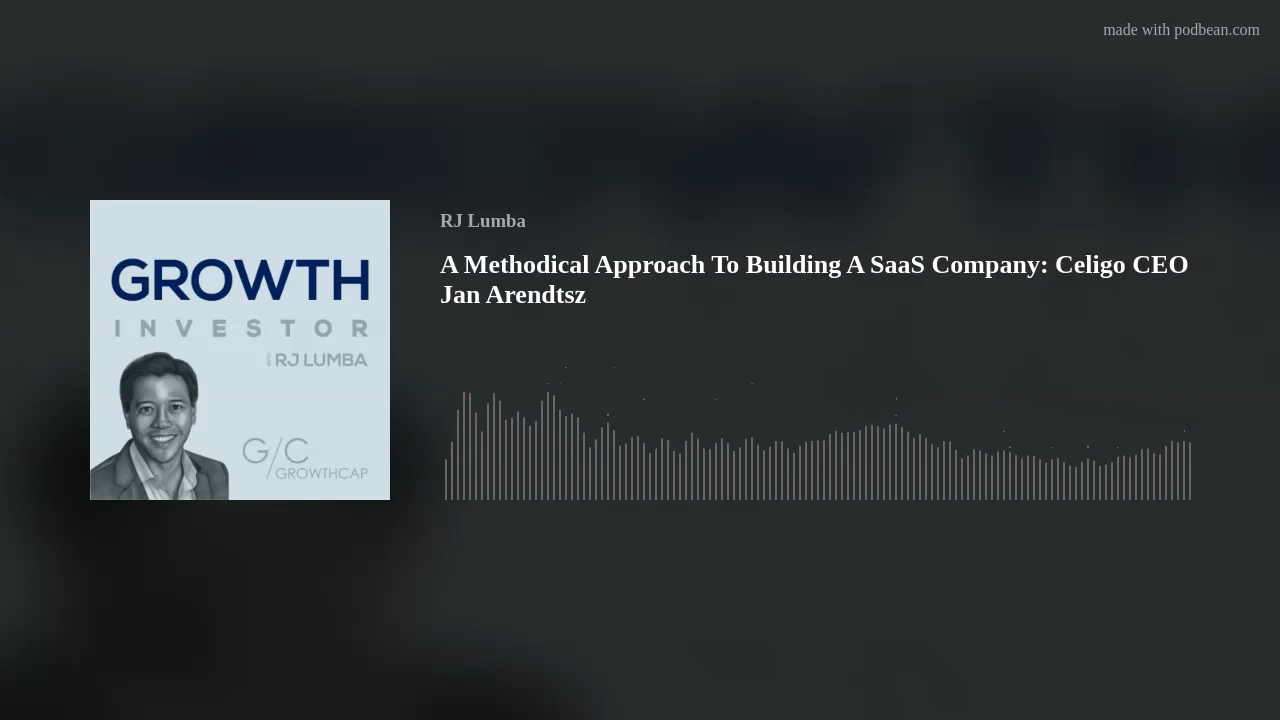 made with podbean.com
GROWTH
INVESTOR
RJ LUMBA
G/C
GROWTHCAP
RJ Lumba
A Methodical Approach To Building A SaaS Company: Celigo CEO
Jan Arendtsz